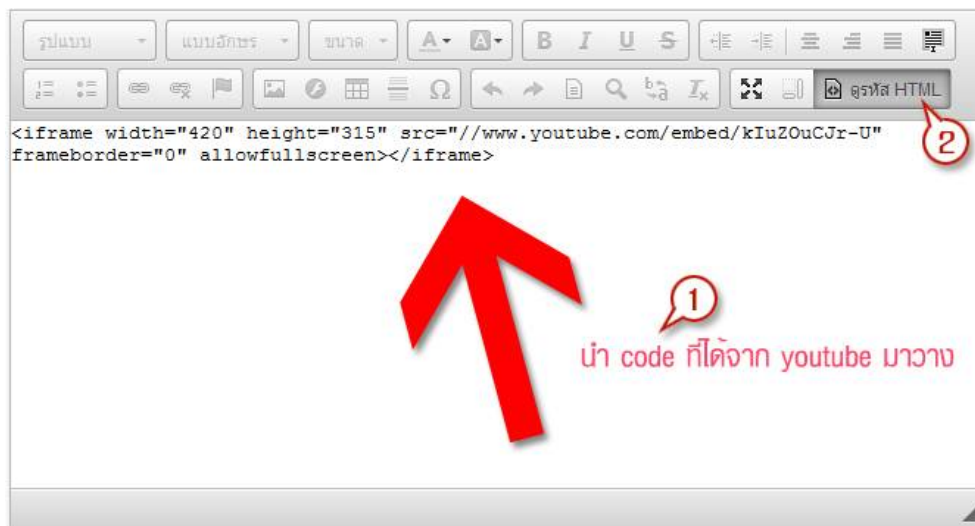 รูปแบบ แบบอักษร ขนาด A A B I U S
Ω ดูรหัส HTML
<iframe width="420" height="315" src="//www.youtube.com/embed/kIuZOuCJr-U"
frameborder="0" allowfullscreen></iframe>
2
1
นำ code ที่ได้จาก youtube มาวาง